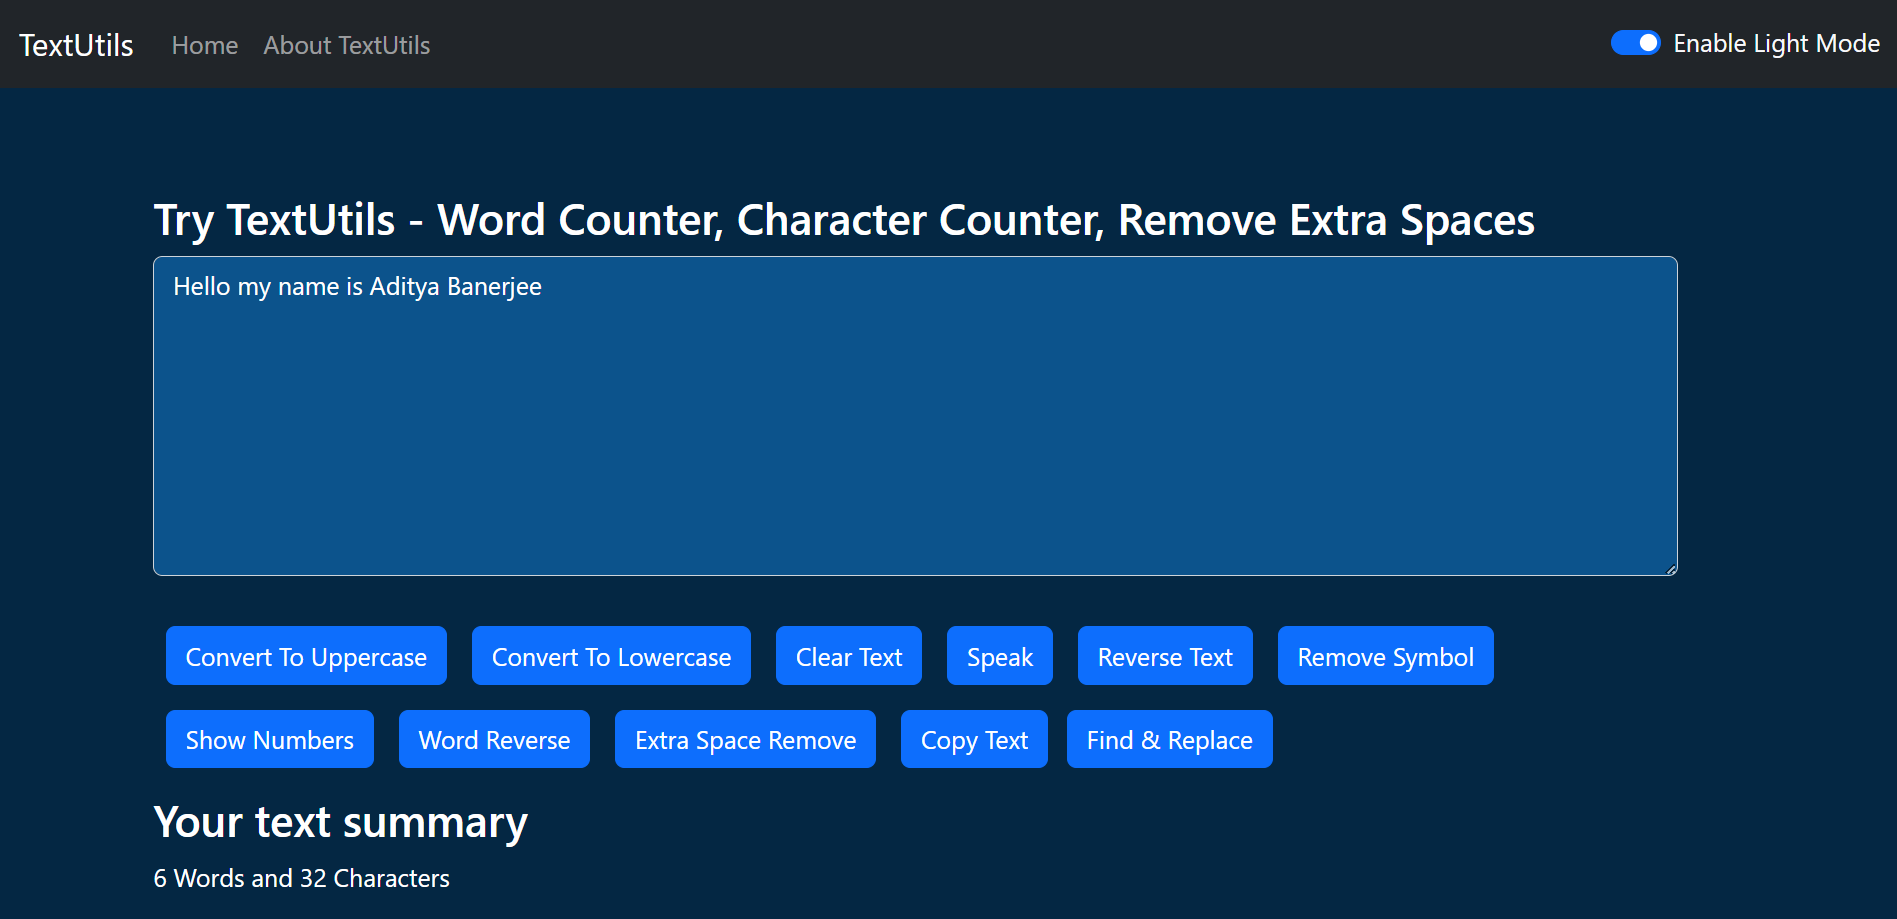 TextUtils Home About TextUtils Enable Light Mode
Try TextUtils - Word Counter, Character Counter, Remove Extra Spaces
Hello my name is Aditya Banerjee
Convert To Uppercase Convert To Lowercase Clear Text Speak Reverse Text Remove Symbol
Show Numbers Word Reverse Extra Space Remove Copy Text Find & Replace
Your text summary
6 Words and 32 Characters